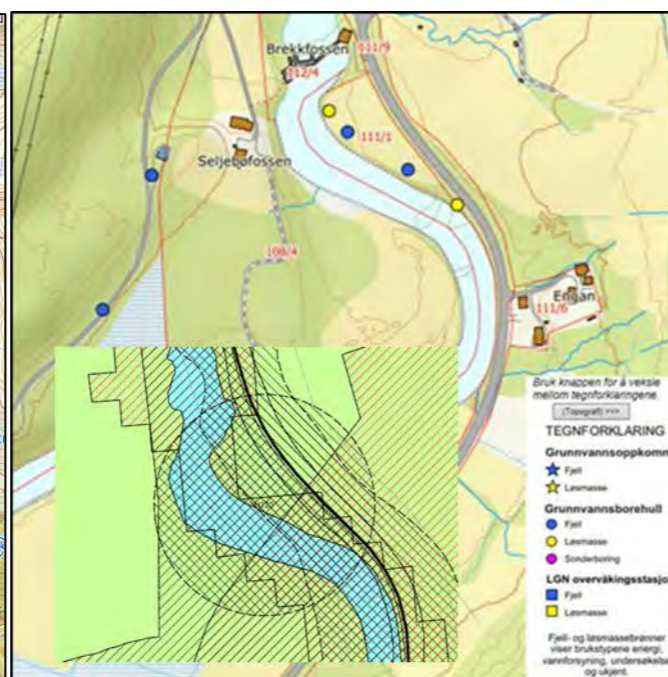 Brekkfossen
111/9
112/4
111/1
Seljebøfossen
108/4
Engan
111/6
Bruk knappen for å veksle
mellom tegnforklaringene.
(Topografi) >>>
TEGNFORKLARING
Grunnvannsoppkomm
Fjell
Løsmasse
Grunnvannsborehull
Fjell
Løsmasse
Sonderboring
LGN overvåkingsstasjo
Fjell
Løsmasse
Fjell- og løsmassebrønner
viser brukstypene energi,
vannforsyning, undersøkelse
og ukjent.